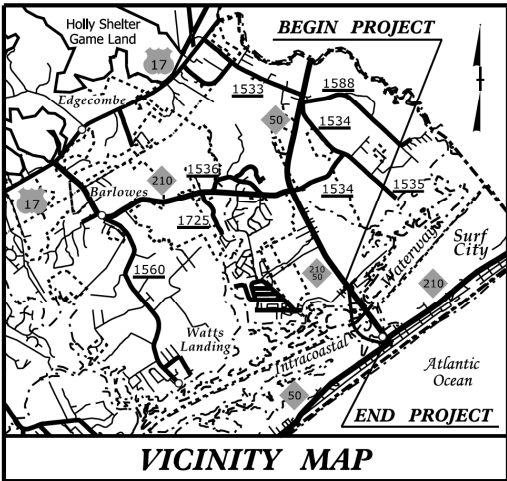 Holly Shelter
Game Land
BEGIN PROJECT
17
Edgecombe
1533
1588
50
1534
210
1536
Barlowes
1534
1535
17
1725
Surf
City
1560
210
50
Waterway
210
Watts
Landing
Intracoastal
Atlantic
Ocean
50
END PROJECT
VICINITY MAP